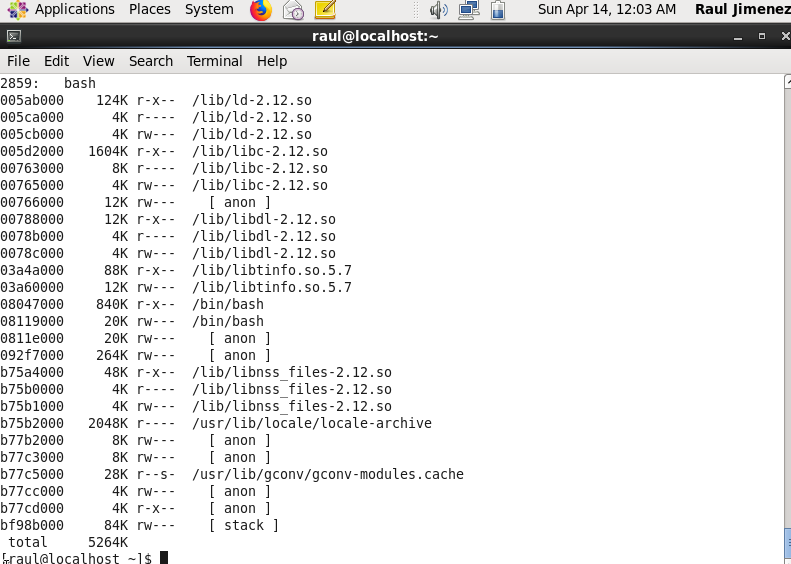 Applications Places System Sun Apr 14, 12:03 AM Raul Jimenez
raul@localhost:~
File Edit View Search Terminal Help
2859:   bash
005ab000    124K r-x--  /lib/ld-2.12.so
005ca000      4K r----  /lib/ld-2.12.so
005cb000      4K rw---  /lib/ld-2.12.so
005d2000   1604K r-x--  /lib/libc-2.12.so
00763000      8K r----  /lib/libc-2.12.so
00765000      4K rw---  /lib/libc-2.12.so
00766000     12K rw---    [ anon ]
00788000     12K r-x--  /lib/libdl-2.12.so
0078b000      4K r----  /lib/libdl-2.12.so
0078c000      4K rw---  /lib/libdl-2.12.so
03a4a000     88K r-x--  /lib/libtinfo.so.5.7
03a60000     12K rw---  /lib/libtinfo.so.5.7
08047000    840K r-x--  /bin/bash
08119000     20K rw---  /bin/bash
0811e000     20K rw---    [ anon ]
092f7000    264K rw---    [ anon ]
b75a4000     48K r-x--  /lib/libnss_files-2.12.so
b75b0000      4K r----  /lib/libnss_files-2.12.so
b75b1000      4K rw---  /lib/libnss_files-2.12.so
b75b2000   2048K r----  /usr/lib/locale/locale-archive
b77b2000      8K rw---    [ anon ]
b77c3000      8K rw---    [ anon ]
b77c5000     28K r--s-  /usr/lib/gconv/gconv-modules.cache
b77cc000      4K rw---    [ anon ]
b77cd000      4K r-x--    [ anon ]
bf98b000     84K rw---    [ stack ]
 total     5264K
[raul@localhost ~]$